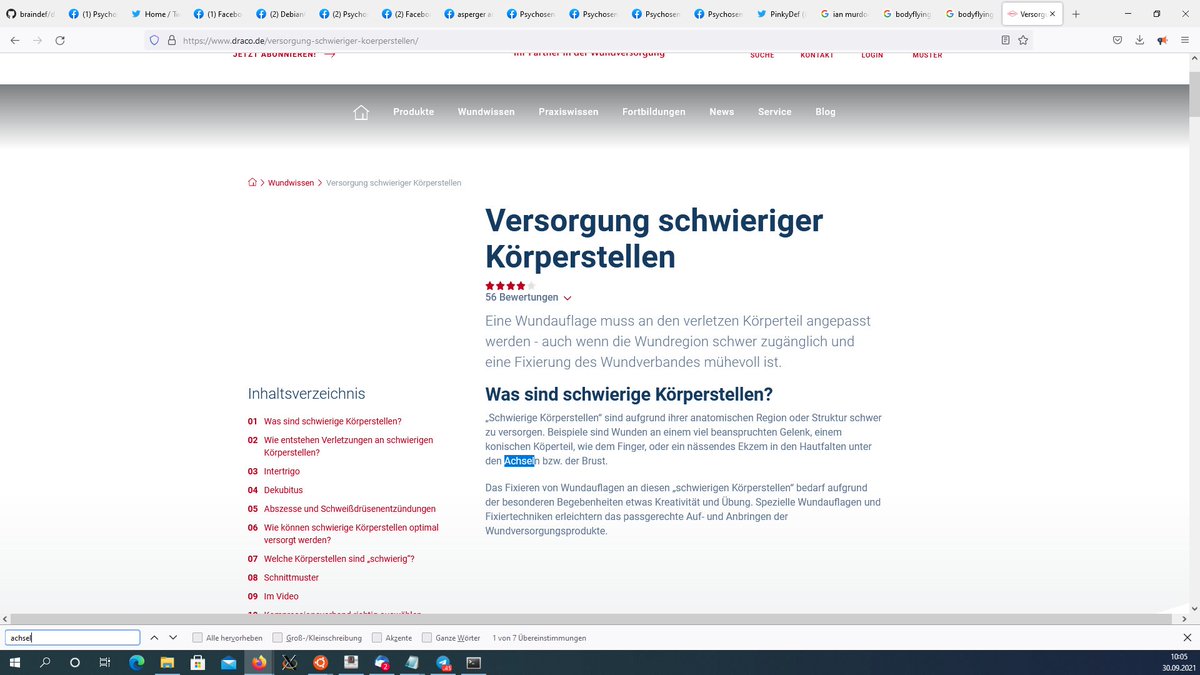 braindef/d
(1) Psycho
Home / Tw
(1) Facebo
(2) Debian
(2) Psycho
(2) Facebo
asperger a
Psychosen
Psychosen
Psychosen
Psychosen
PinkyDef (
ian murdo
bodyflying
bodyflying
Versorg
https://www.draco.de/versorgung-schwieriger-koerperstellen/
JETZT ABONNIEREN!
Ihr Partner in der Wundversorgung
SUCHE KONTAKT LOGIN MUSTER
Produkte Wundwissen Praxiswissen Fortbildungen News Service Blog
Wundwissen > Versorgung schwieriger Körperstellen
Versorgung schwieriger
Körperstellen
56 Bewertungen
Eine Wundauflage muss an den verletzen Körperteil angepasst
werden - auch wenn die Wundregion schwer zugänglich und
eine Fixierung des Wundverbandes mühevoll ist.
Inhaltsverzeichnis
01 Was sind schwierige Körperstellen?
02 Wie entstehen Verletzungen an schwierigen
Körperstellen?
03 Intertrigo
04 Dekubitus
05 Abszesse und Schweißdrüsenentzündungen
06 Wie können schwierige Körperstellen optimal
versorgt werden?
07 Welche Körperstellen sind „schwierig“?
08 Schnittmuster
09 Im Video
10 Kompressionsverband richtig auswählen
Was sind schwierige Körperstellen?
„Schwierige Körperstellen“ sind aufgrund ihrer anatomischen Region oder Struktur schwer
zu versorgen. Beispiele sind Wunden an einem viel beanspruchten Gelenk, einem
konischen Köperteil, wie dem Finger, oder ein nässendes Ekzem in den Hautfalten unter
den Achseln bzw. der Brust.
Das Fixieren von Wundauflagen an diesen „schwierigen Körperstellen“ bedarf aufgrund
der besonderen Begebenheiten etwas Kreativität und Übung. Spezielle Wundauflagen und
Fixiertechniken erleichtern das passgerechte Auf- und Anbringen der
Wundversorgungsprodukte.
achsel
Alle hervorheben Groß-/Kleinschreibung Akzente Ganze Wörter 1 von 7 Übereinstimmungen
10:05
30.09.2021